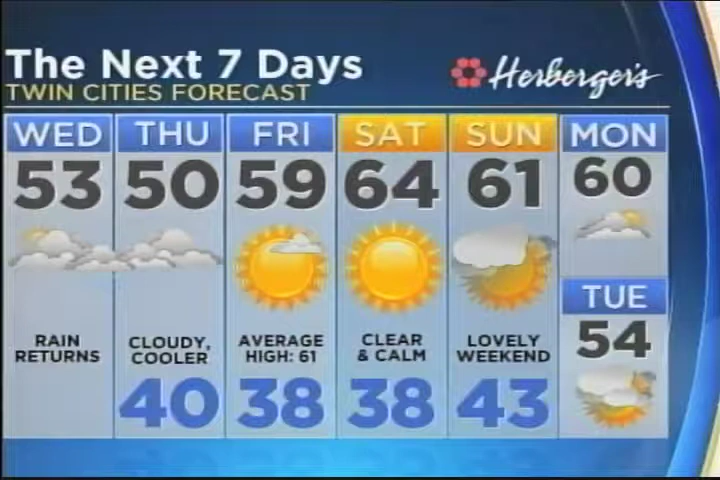 The Next 7 Days
TWIN CITIES FORECAST
Herberger's
WED
53
RAIN
RETURNS
THU
50
CLOUDY,
COOLER
40
FRI
59
AVERAGE
HIGH: 61
38
SAT
64
CLEAR
& CALM
38
SUN
61
LOVELY
WEEKEND
43
MON
60
TUE
54